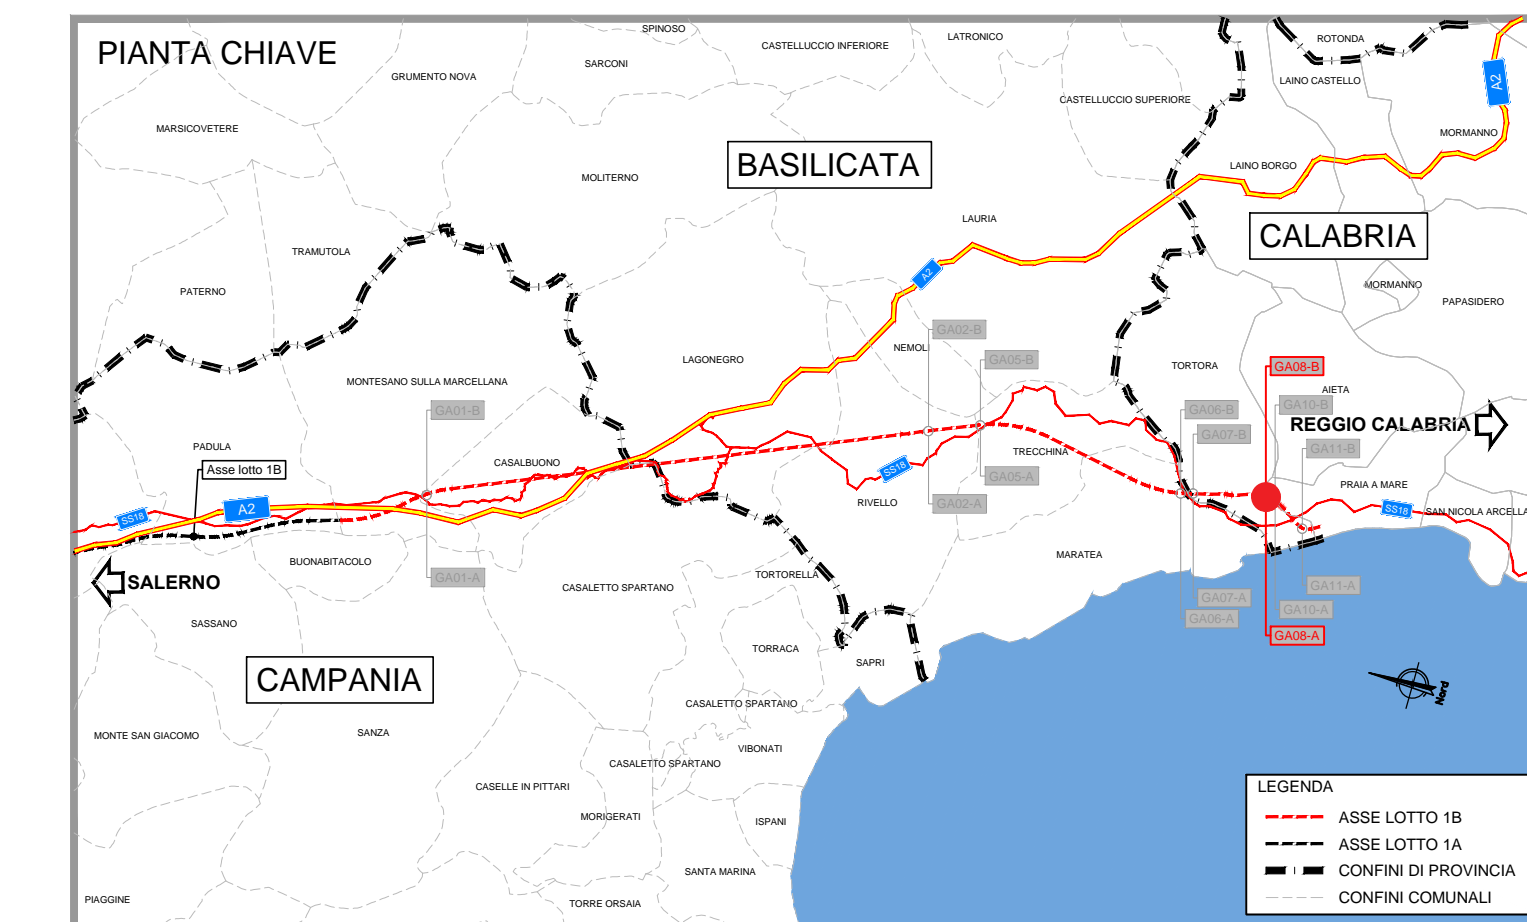 SPINOSO
LATRONICO
ROTONDA
PIANTA CHIAVE
CASTELLUCCIO INFERIORE
SARCONI
GRUMENTO NOVA
LAINO CASTELLO
A2
CASTELLUCCIO SUPERIORE
MARSICOVETERE
MORMANNO
BASILICATA
LAINO BORGO
MOLITERNO
LAURIA
CALABRIA
TRAMUTOLA
A2
MORMANNO
PATERNO
PAPASIDERO
GA02-B
NEMOLI
LAGONEGRO
GA05-B
TORTORA
GA08-B
MONTESANO SULLA MARCELLANA
AIETA
GA01-B
GA06-B
GA10-B
REGGIO CALABRIA
GA07-B
PADULA
GA11-B
TRECCHINA
CASALBUONO
Asse lotto 1B
SS18
GA05-A
PRAIA A MARE
RIVELLO
GA02-A
A2
SS18
SS18
SAN NICOLA ARCELLA
MARATEA
BUONABITACOLO
SALERNO
GA01-A
TORTORELLA
CASALETTO SPARTANO
GA11-A
GA07-A
GA10-A
GA06-A
SASSANO
GA08-A
TORRACA
SAPRI
CAMPANIA
Nord
CASALETTO SPARTANO
MONTE SAN GIACOMO
SANZA
VIBONATI
CASALETTO SPARTANO
CASELLE IN PITTARI
LEGENDA
MORIGERATI
ISPANI
ASSE LOTTO 1B
ASSE LOTTO 1A
SANTA MARINA
CONFINI DI PROVINCIA
PIAGGINE
TORRE ORSAIA
CONFINI COMUNALI